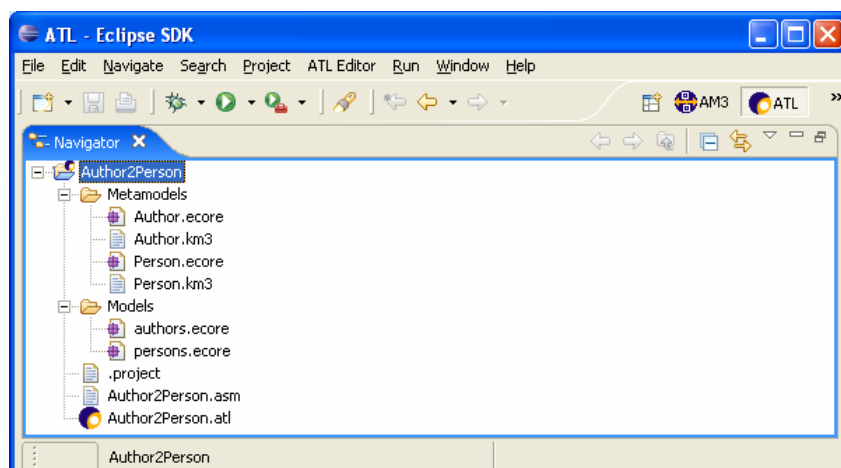 ATL - Eclipse SDK
File Edit Navigate Search Project ATL Editor Run Window Help
AM3 ATL »
Navigator
Author2Person
Metamodels
Author.ecore
Author.km3
Person.ecore
Person.km3
Models
authors.ecore
persons.ecore
.project
Author2Person.asm
Author2Person.atl
Author2Person